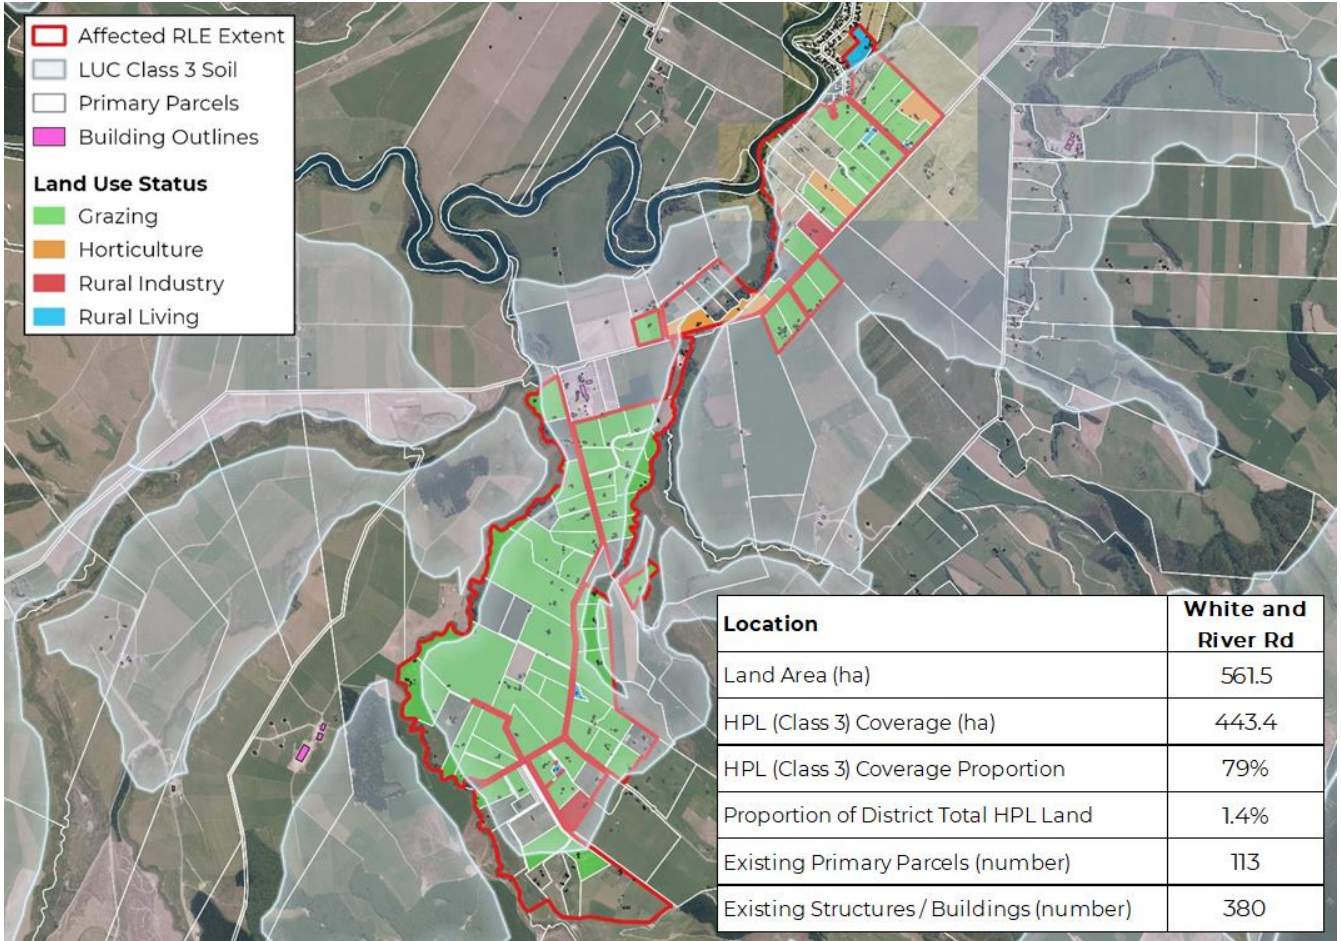 Affected RLE Extent
LUC Class 3 Soil
Primary Parcels
Building Outlines
Land Use Status
Grazing
Horticulture
Rural Industry
Rural Living
Location White and
River Rd
Land Area (ha) 561.5
HPL (Class 3) Coverage (ha) 443.4
HPL (Class 3) Coverage Proportion 79%
Proportion of District Total HPL Land 1.4%
Existing Primary Parcels (number) 113
Existing Structures / Buildings (number) 380